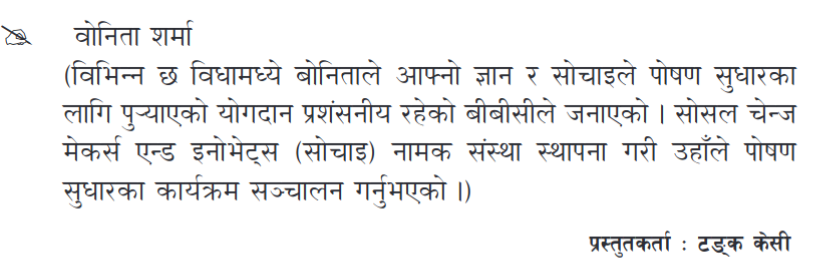 वोनिता शर्मा
(विभिन्न छ विधामध्ये बोनिताले आफ्नो ज्ञान र सोचाइले पोषण सुधारका
लागि पुऱ्याएको योगदान प्रशंसनीय रहेको बीबीसीले जनाएको । सोसल चेन्ज
मेकर्स एन्ड इनोभेट्स (सोचाइ) नामक संस्था स्थापना गरी उहाँले पोषण
सुधारका कार्यक्रम सञ्चालन गर्नुभएको ।)
प्रस्तुतकर्ता : टङ्क केसी